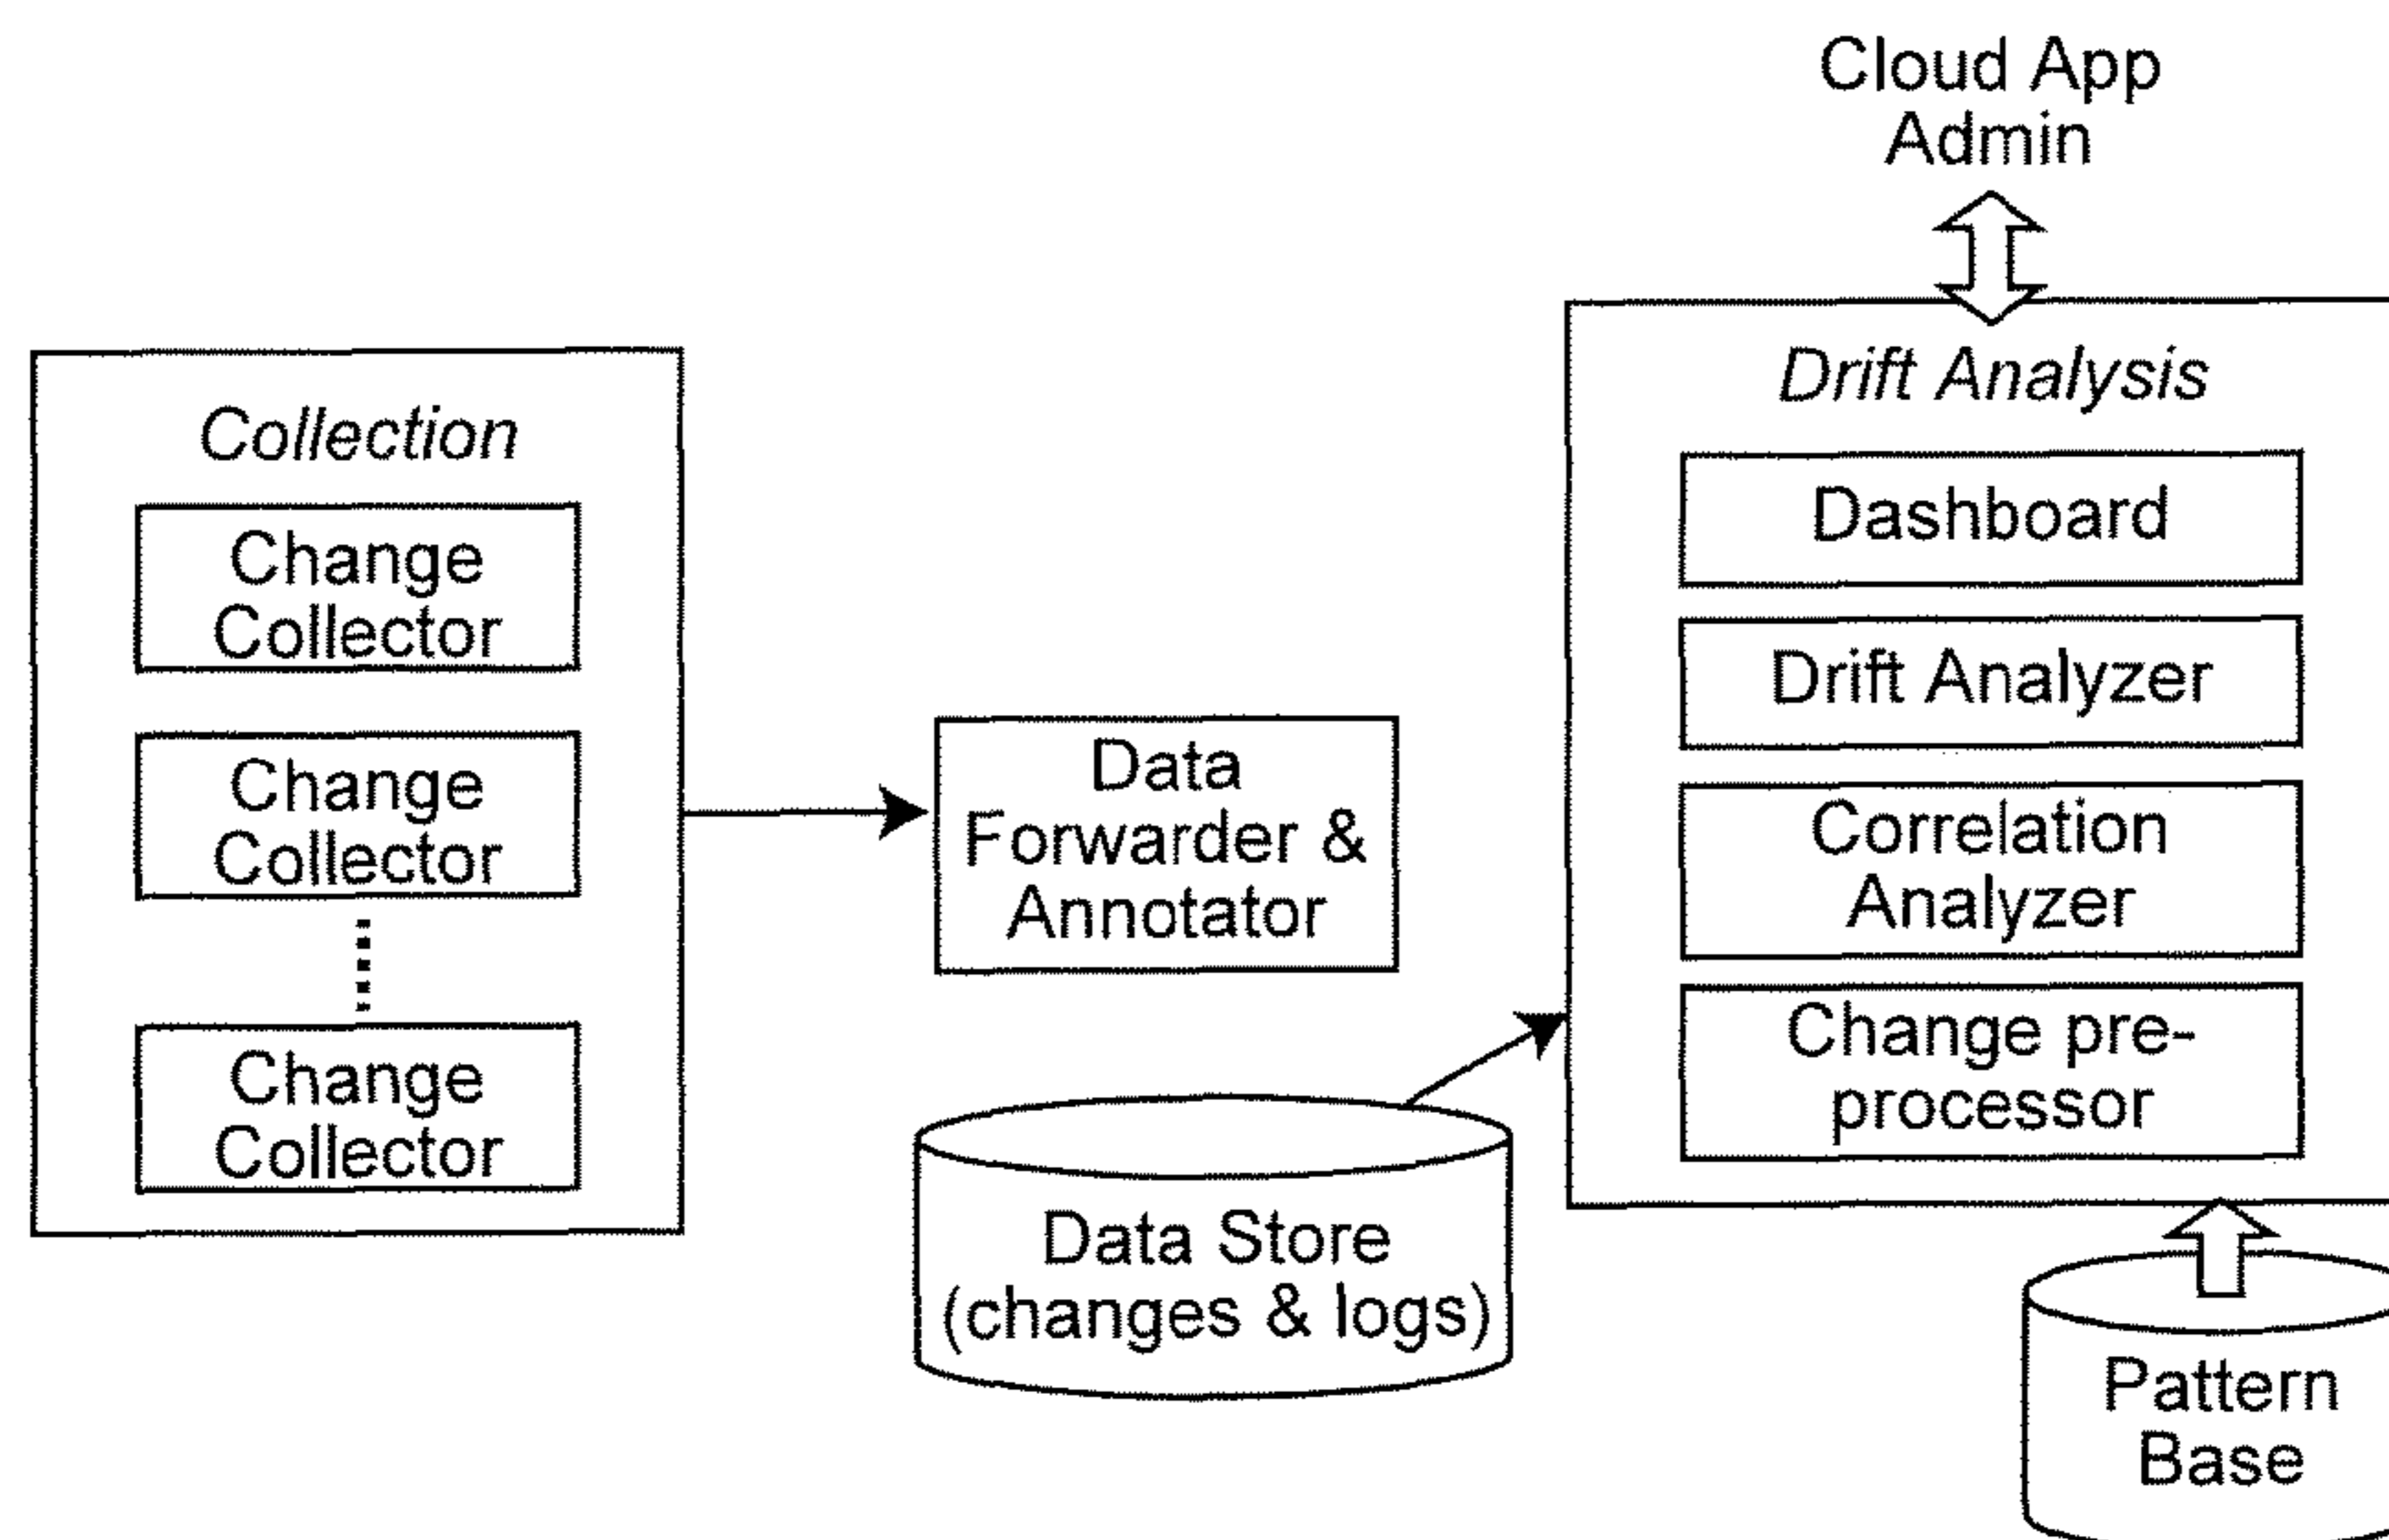 Cloud App
Admin
Collection
Change
Collector
Change
Collector
Change
Collector
Data
Forwarder &
Annotator
Data Store
(changes & logs)
Drift Analysis
Dashboard
Drift Analyzer
Correlation
Analyzer
Change pre-
processor
Pattern
Base